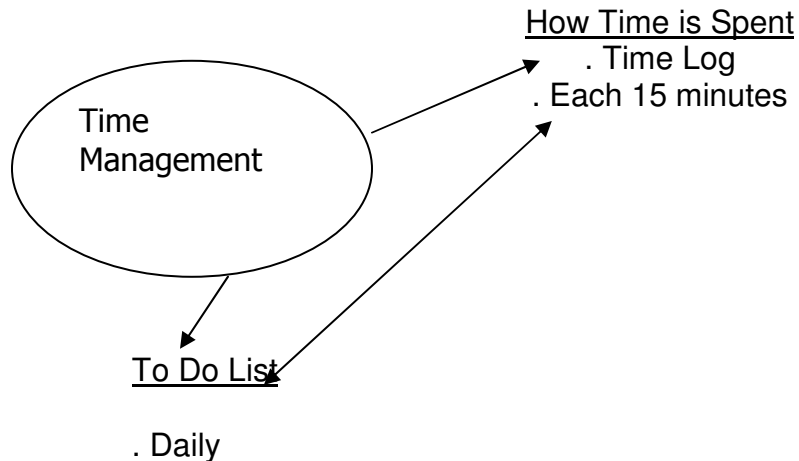 How Time is Spent
. Time Log
. Each 15 minutes
Time
Management
To Do List
. Daily